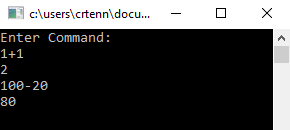 c:\users\crtenn\docu...
Enter Command:
1+1
2
100-20
80